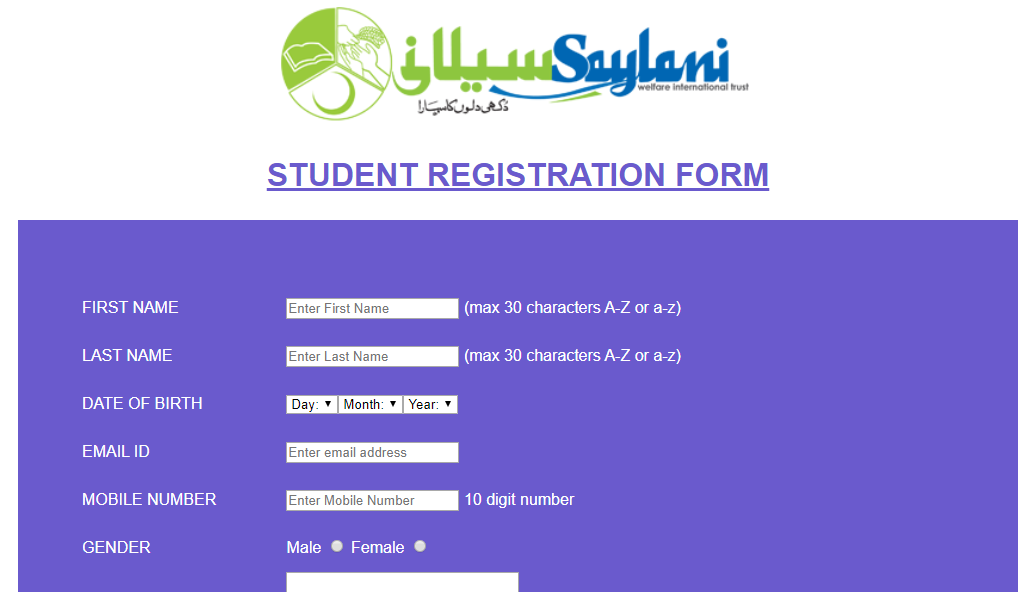 سیلانی Saylani
welfare international trust
دکھی دلوں کا سہارا
STUDENT REGISTRATION FORM
FIRST NAME Enter First Name (max 30 characters A-Z or a-z)
LAST NAME Enter Last Name (max 30 characters A-Z or a-z)
DATE OF BIRTH Day: Month: Year:
EMAIL ID Enter email address
MOBILE NUMBER Enter Mobile Number 10 digit number
GENDER Male Female